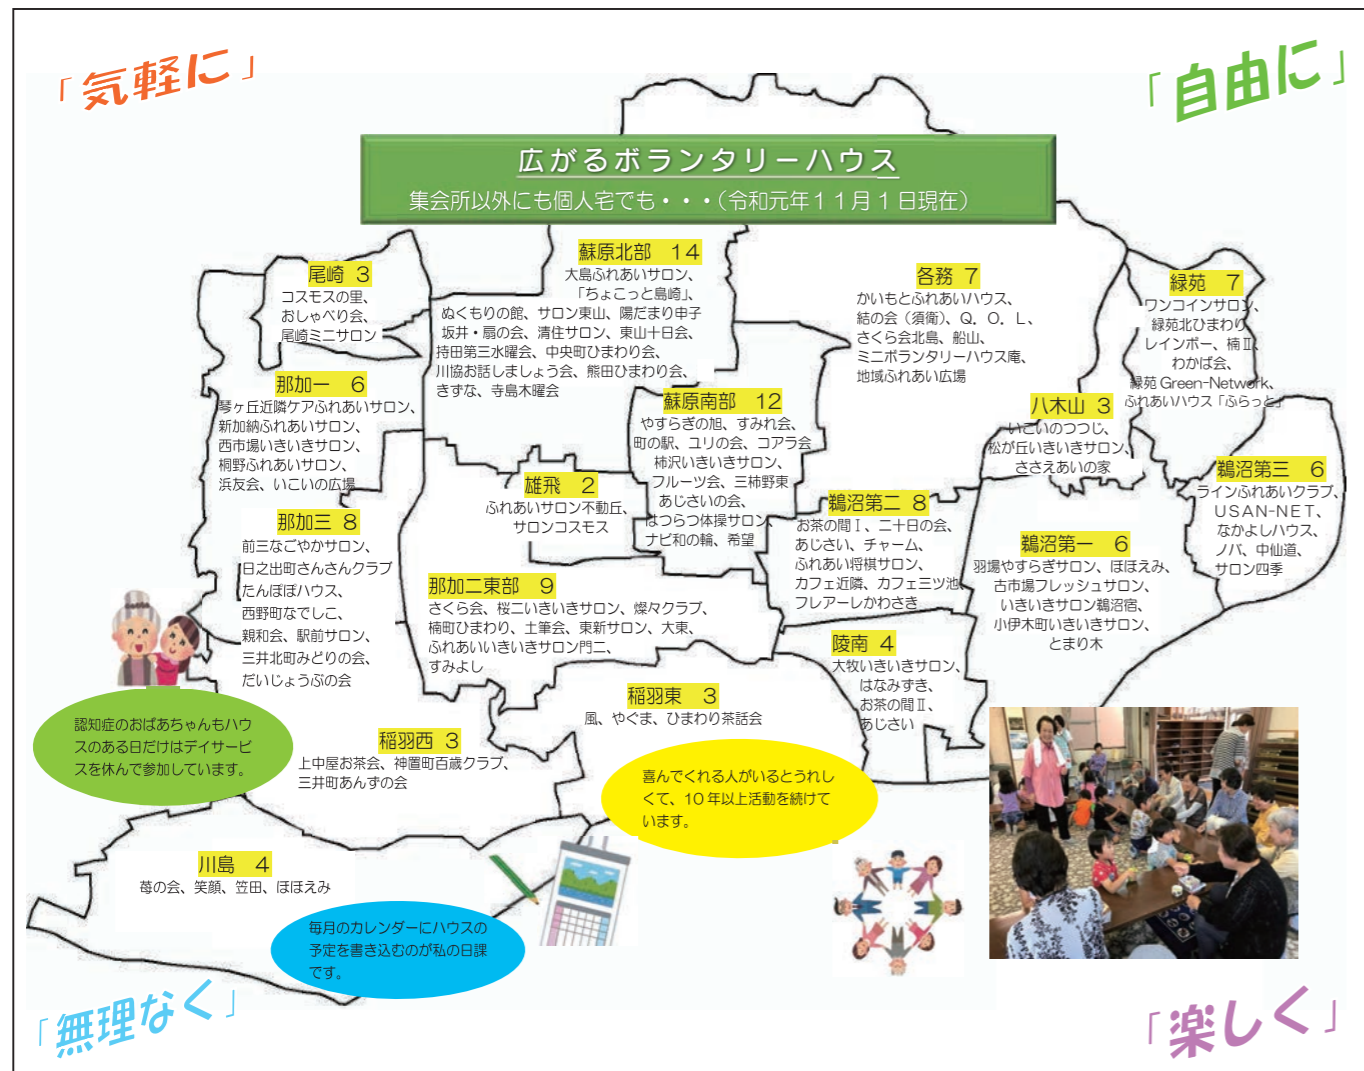 「気軽に」
「自由に」
広がるボランタリーハウス
集会所以外にも個人宅でも・・・(令和元年11月1日現在)
尾崎 3
コスモスの里、
おしゃべり会、
尾崎ミニサロン
蘇原北部 14
大島ふれあいサロン、
「ちょこっと島崎」、
ぬくもりの館、サロン東山、陽だまり申子
坂井・扇の会、清住サロン、東山十日会、
持田第三水曜会、中央町ひまわり会、
川協お話しましょう会、熊田ひまわり会、
きずな、寺島木曜会
各務 7
かいもとふれあいハウス、
結の会(須衛)、Q．O．L、
さくら会北島、船山、
ミニボランタリーハウス庵、
地域ふれあい広場
緑苑 7
ワンコインサロン、
緑苑北ひまわり
レインボー、楠Ⅱ、
わかば会、
緑苑 Green-Network、
ふれあいハウス「ふらっと」
那加一 6
琴ヶ丘近隣ケアふれあいサロン、
新加納ふれあいサロン、
西市場いきいきサロン、
桐野ふれあいサロン、
浜友会、いこいの広場
蘇原南部 12
やすらぎの旭、すみれ会、
町の駅、ユリの会、コアラ会
柿沢いきいきサロン、
フルーツ会、三柿野東
あじさいの会、
はつらつ体操サロン、
ナビ和の輪、希望
八木山 3
いこいのつつじ、
松が丘いきいきサロン、
ささえあいの家
鵜沼第三 6
ラインふれあいクラブ、
USAN-NET、
なかよしハウス、
ノバ、中仙道、
サロン四季
雄飛 2
ふれあいサロン不動丘、
サロンコスモス
鵜沼第二 8
お茶の間Ⅰ、二十日の会、
あじさい、チャーム、
ふれあい将棋サロン、
カフェ近隣、カフェ三ツ池、
フレアーレかわさき
那加三 8
前三なごやかサロン、
日之出町さんさんクラブ
たんぽぽハウス、
西野町なでしこ、
親和会、駅前サロン、
三井北町みどりの会、
だいじょうぶの会
鵜沼第一 6
羽場やすらぎサロン、ほほえみ、
古市場フレッシュサロン、
いきいきサロン鵜沼宿、
小伊木町いきいきサロン、
とまり木
那加二東部 9
さくら会、桜二いきいきサロン、燦々クラブ、
楠町ひまわり、土筆会、東新サロン、大東、
ふれあいいきいきサロン門二、
すみよし
陵南 4
大牧いきいきサロン、
はなみずき、
お茶の間Ⅱ、
あじさい
稲羽東 3
風、やぐま、ひまわり茶話会
認知症のおばあちゃんもハウ
スのある日だけはデイサービ
スを休んで参加しています。
稲羽西 3
上中屋お茶会、神置町百歳クラブ、
三井町あんずの会
喜んでくれる人がいるとうれし
くて、10年以上活動を続けて
います。
川島 4
苺の会、笑顔、笠田、ほほえみ
毎月のカレンダーにハウスの
予定を書き込むのが私の日課
です。
「無理なく」
「楽しく」